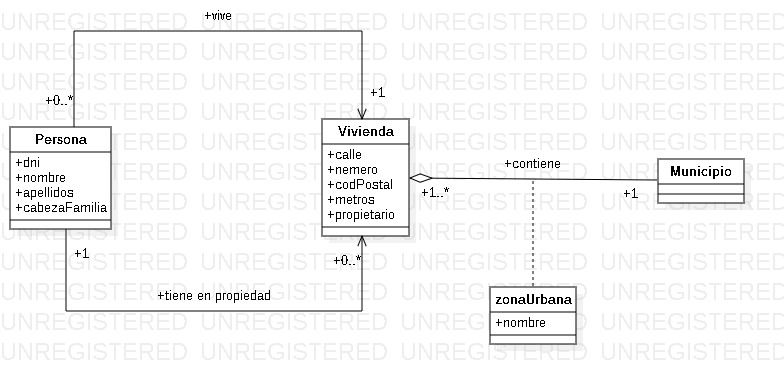 UNREGISTERED UNREGISTERED UNREGISTERED UNREGISTERED
+vive
+0..*
+1
Persona
+dni
+nombre
+apellidos
+cabezaFamilia
Vivienda
+calle
+nemero
+codPostal
+metros
+propietario
+contiene
+1..*
+1
Municipio
+1
+0..*
+tiene en propiedad
zonaUrbana
+nombre